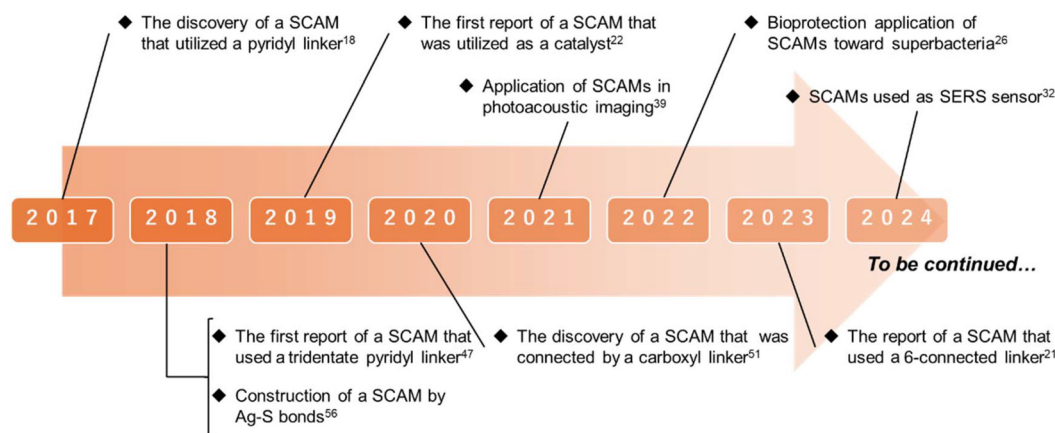 ◆ The discovery of a SCAM
that utilized a pyridyl linker¹⁸
◆ The first report of a SCAM that
was utilized as a catalyst²²
◆ Application of SCAMs in
photoacoustic imaging³⁹
◆ Bioprotection application of
SCAMs toward superbacteria²⁶
◆ SCAMs used as SERS sensor³²
2017 2018 2019 2020 2021 2022 2023 2024
To be continued…
◆ The first report of a SCAM that
used a tridentate pyridyl linker⁴⁷
◆ Construction of a SCAM by
Ag-S bonds⁵⁶
◆ The discovery of a SCAM that was
connected by a carboxyl linker⁵¹
◆ The report of a SCAM that
used a 6-connected linker²¹